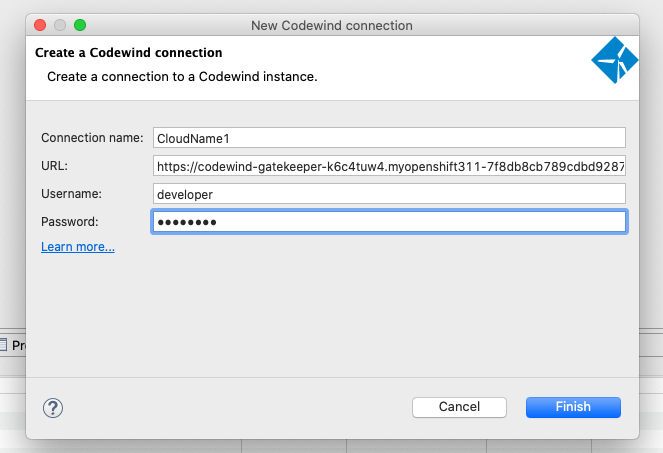 New Codewind connection
Create a Codewind connection
Create a connection to a Codewind instance.
Connection name: CloudName1
URL: https://codewind-gatekeeper-k6c4tuw4.myopenshift311-7f8db8cb789cdbd9287
Username: developer
Password: ●●●●●●●●
Learn more...
Pr
? Cancel Finish